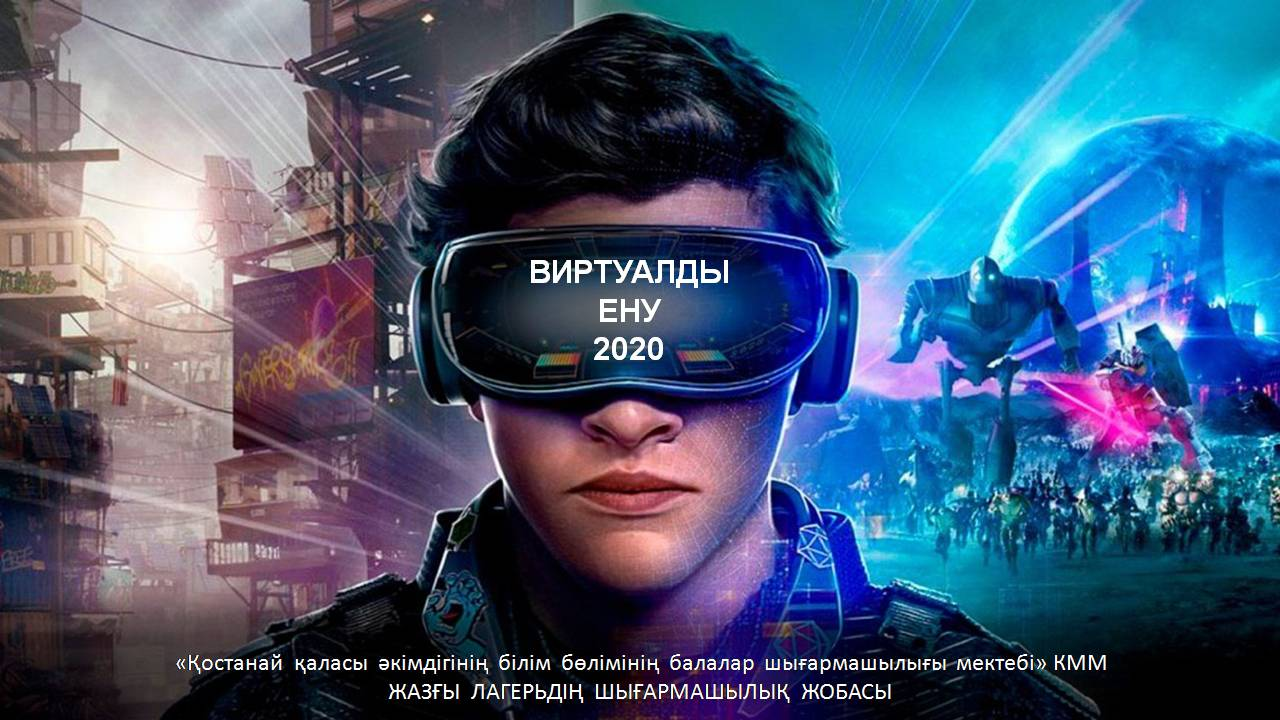 ВИРТУАЛДЫ
ЕНУ
2020
«Қостанай қаласы әкімдігінің білім бөлімінің балалар шығармашылығы мектебі» КММ
ЖАЗҒЫ ЛАГЕРЬДІҢ ШЫҒАРМАШЫЛЫҚ ЖОБАСЫ